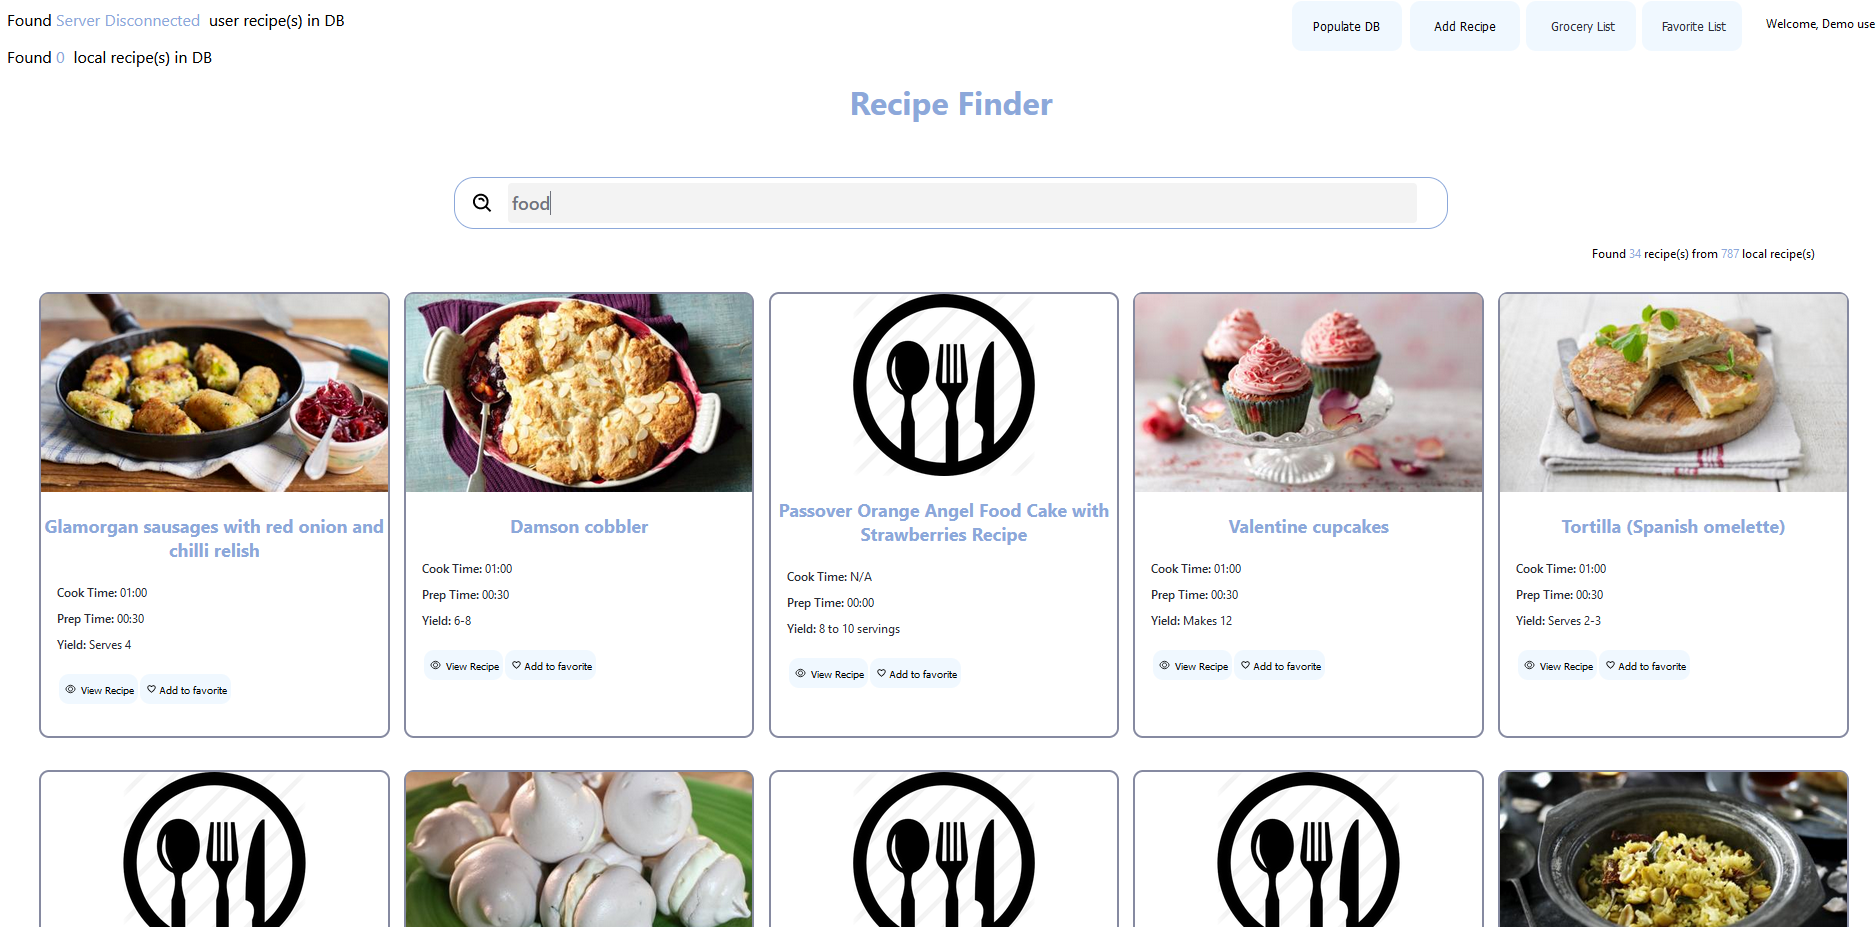 Found Server Disconnected user recipe(s) in DB
Populate DB
Add Recipe
Grocery List
Favorite List
Welcome, Demo use
Found 0 local recipe(s) in DB
Recipe Finder
food
Found 34 recipe(s) from 787 local recipe(s)
Glamorgan sausages with red onion and
chilli relish
Cook Time: 01:00
Prep Time: 00:30
Yield: Serves 4
View Recipe
Add to favorite
Damson cobbler
Cook Time: 01:00
Prep Time: 00:30
Yield: 6-8
View Recipe
Add to favorite
Passover Orange Angel Food Cake with
Strawberries Recipe
Cook Time: N/A
Prep Time: 00:00
Yield: 8 to 10 servings
View Recipe
Add to favorite
Valentine cupcakes
Cook Time: 01:00
Prep Time: 00:30
Yield: Makes 12
View Recipe
Add to favorite
Tortilla (Spanish omelette)
Cook Time: 01:00
Prep Time: 00:30
Yield: Serves 2-3
View Recipe
Add to favorite